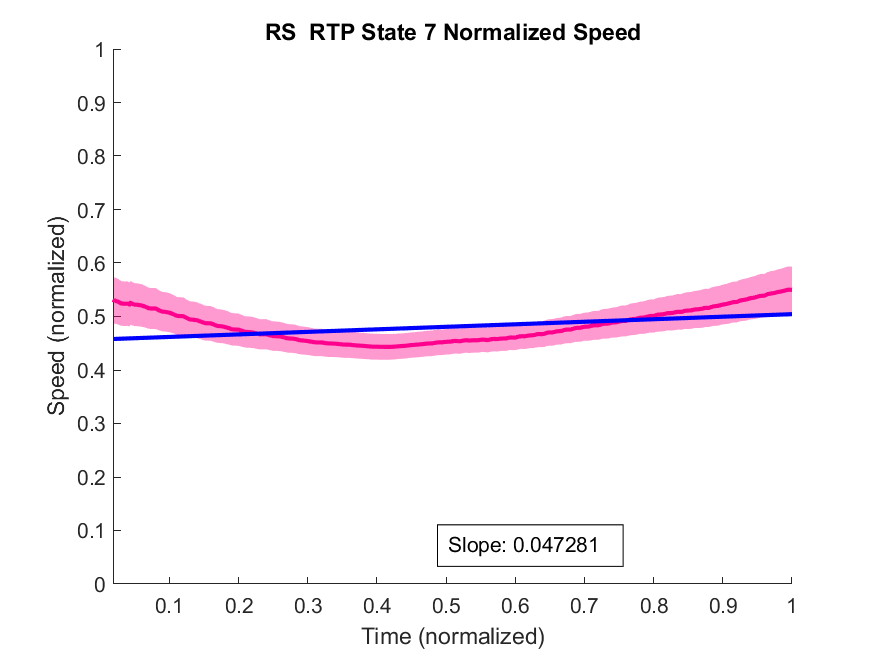 RS  RTP State 7 Normalized Speed
1
0.9
0.8
0.7
0.6
0.5
0.4
0.3
0.2
0.1
0
Speed (normalized)
Slope: 0.047281
0.1 0.2 0.3 0.4 0.5 0.6 0.7 0.8 0.9 1
Time (normalized)